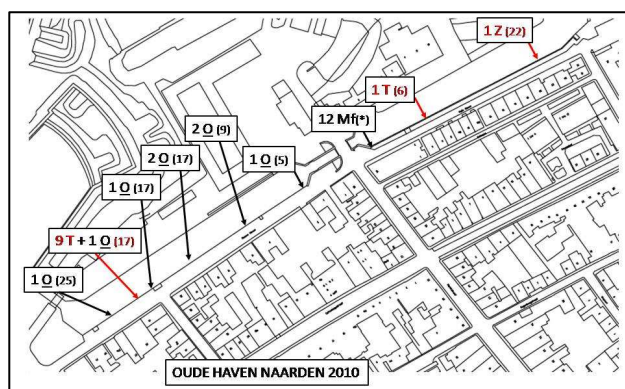 1 Z (22)
1 T (6)
12 Mf(*)
2 O (9)
2 O (17)
1 O (5)
1 O (17)
9 T + 1 O (17)
1 O (25)
OUDE HAVEN NAARDEN 2010